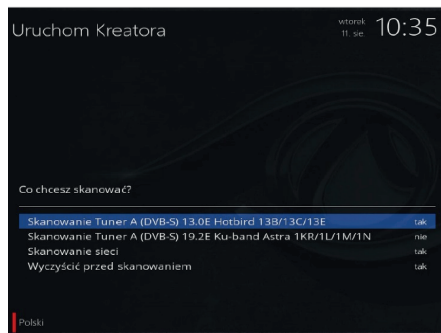 Uruchom Kreatora
wtorek
11. sie.
10:35
Co chcesz skanować?
Skanowanie Tuner A (DVB-S) 13.0E Hotbird 13B/13C/13E tak
Skanowanie Tuner A (DVB-S) 19.2E Ku-band Astra 1KR/1L/1M/1N nie
Skanowanie sieci tak
Wyczyścić przed skanowaniem tak
Polski